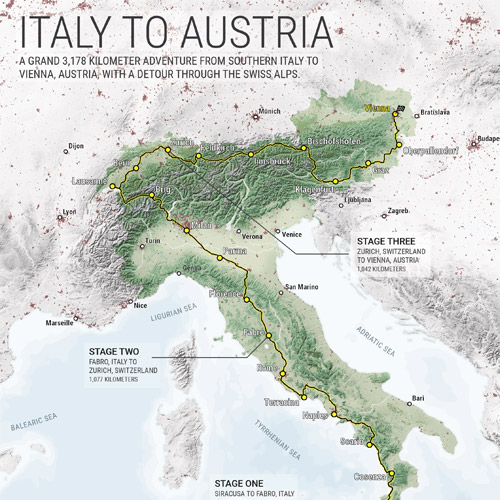 ITALY TO AUSTRIA
A GRAND 3,178 KILOMETER ADVENTURE FROM SOUTHERN ITALY TO
VIENNA, AUSTRIA, WITH A DETOUR THROUGH THE SWISS ALPS.
Vienna
Bratislava
Münich
Budape
Dijon
Zurich
Feldkirch
Bischofshofen
Innsbruck
Oberpullendorf
Bern
Graz
Lausanne
Brig
Klagenfurt
Ljubljana
Zagreb
Lyon
Milan
Verona
Venice
Turin
Parma
STAGE THREE
ZURICH, SWITZERLAND
TO VIENNA, AUSTRIA
1,042 KILOMETERS
Genoa
Florence
San Marino
Nice
Marseille
LIGURIAN SEA
ADRIATIC SEA
Fabro
STAGE TWO
FABRO, ITALY TO
ZURICH, SWITZERLAND
1,077 KILOMETERS
Rome
Terracina
Naples
Bari
BALEARIC SEA
TYRRHENIAN SEA
Scario
Cosenza
STAGE ONE
SIRACUSA TO FABRO, ITALY